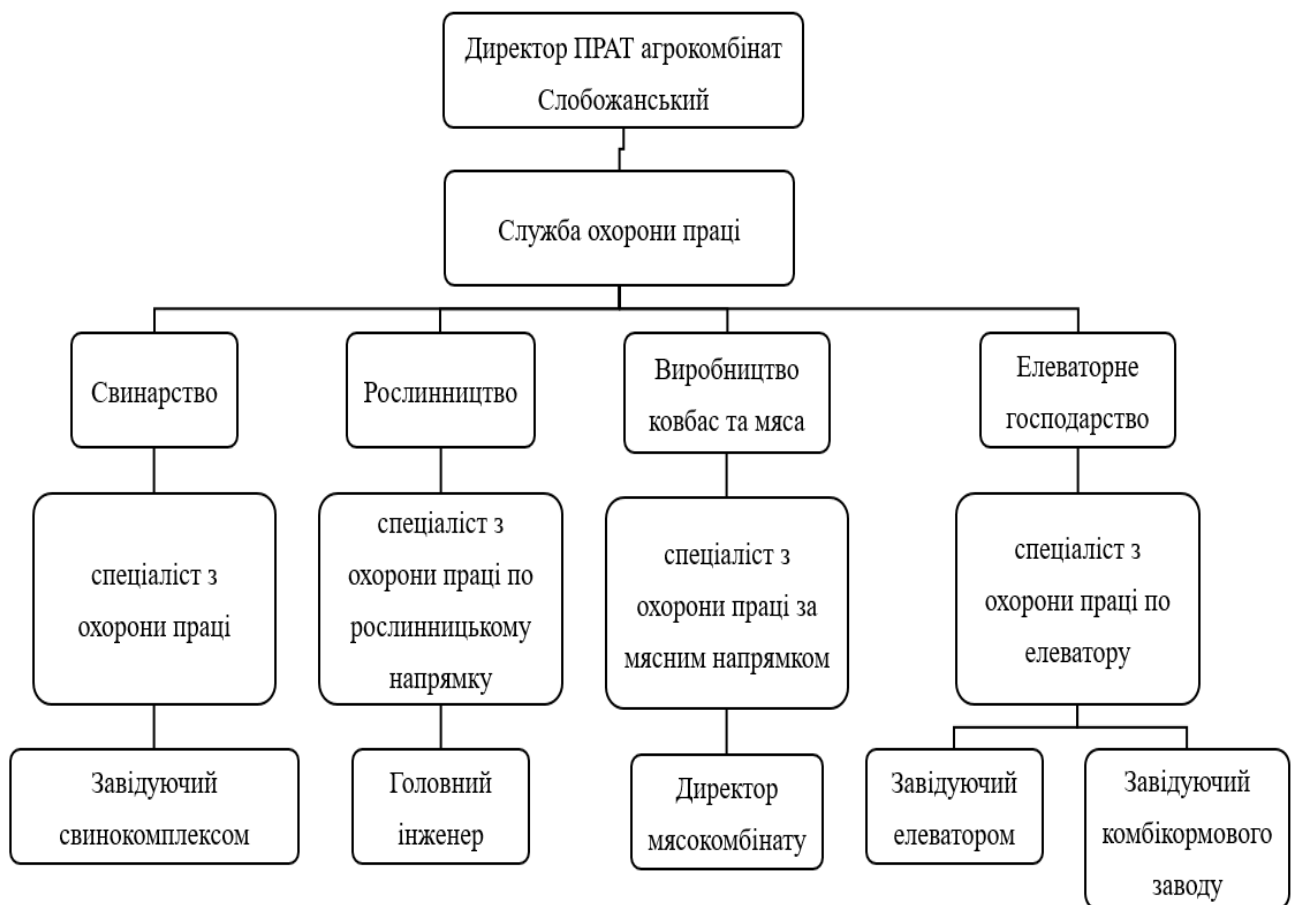 Директор ПРАТ агрокомбінат
Слобожанський
Служба охорони праці
Свинарство
Рослинництво
Виробництво
ковбас та мяса
Елеваторне
господарство
спеціаліст з
охорони праці
спеціаліст з
охорони праці по
рослинницькому
напрямку
спеціаліст з
охорони праці за
мясним напрямком
спеціаліст з
охорони праці по
елеватору
Завідуючий
свинокомплексом
Головний
інженер
Директор
мясокомбінату
Завідуючий
елеватором
Завідуючий
комбікормового
заводу